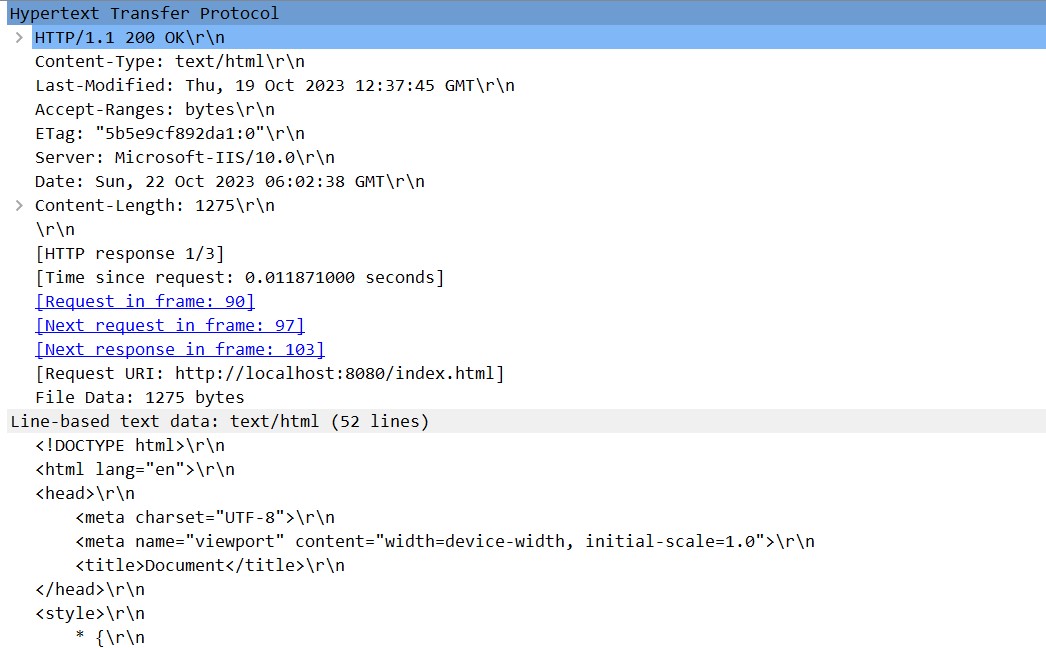 Hypertext Transfer Protocol
HTTP/1.1 200 OK\r\n
Content-Type: text/html\r\n
Last-Modified: Thu, 19 Oct 2023 12:37:45 GMT\r\n
Accept-Ranges: bytes\r\n
ETag: "5b5e9cf892da1:0"\r\n
Server: Microsoft-IIS/10.0\r\n
Date: Sun, 22 Oct 2023 06:02:38 GMT\r\n
Content-Length: 1275\r\n
\r\n
[HTTP response 1/3]
[Time since request: 0.011871000 seconds]
[Request in frame: 90]
[Next request in frame: 97]
[Next response in frame: 103]
[Request URI: http://localhost:8080/index.html]
File Data: 1275 bytes
Line-based text data: text/html (52 lines)
<!DOCTYPE html>\r\n
<html lang="en">\r\n
<head>\r\n
    <meta charset="UTF-8">\r\n
    <meta name="viewport" content="width=device-width, initial-scale=1.0">\r\n
    <title>Document</title>\r\n
</head>\r\n
<style>\r\n
    * {\r\n